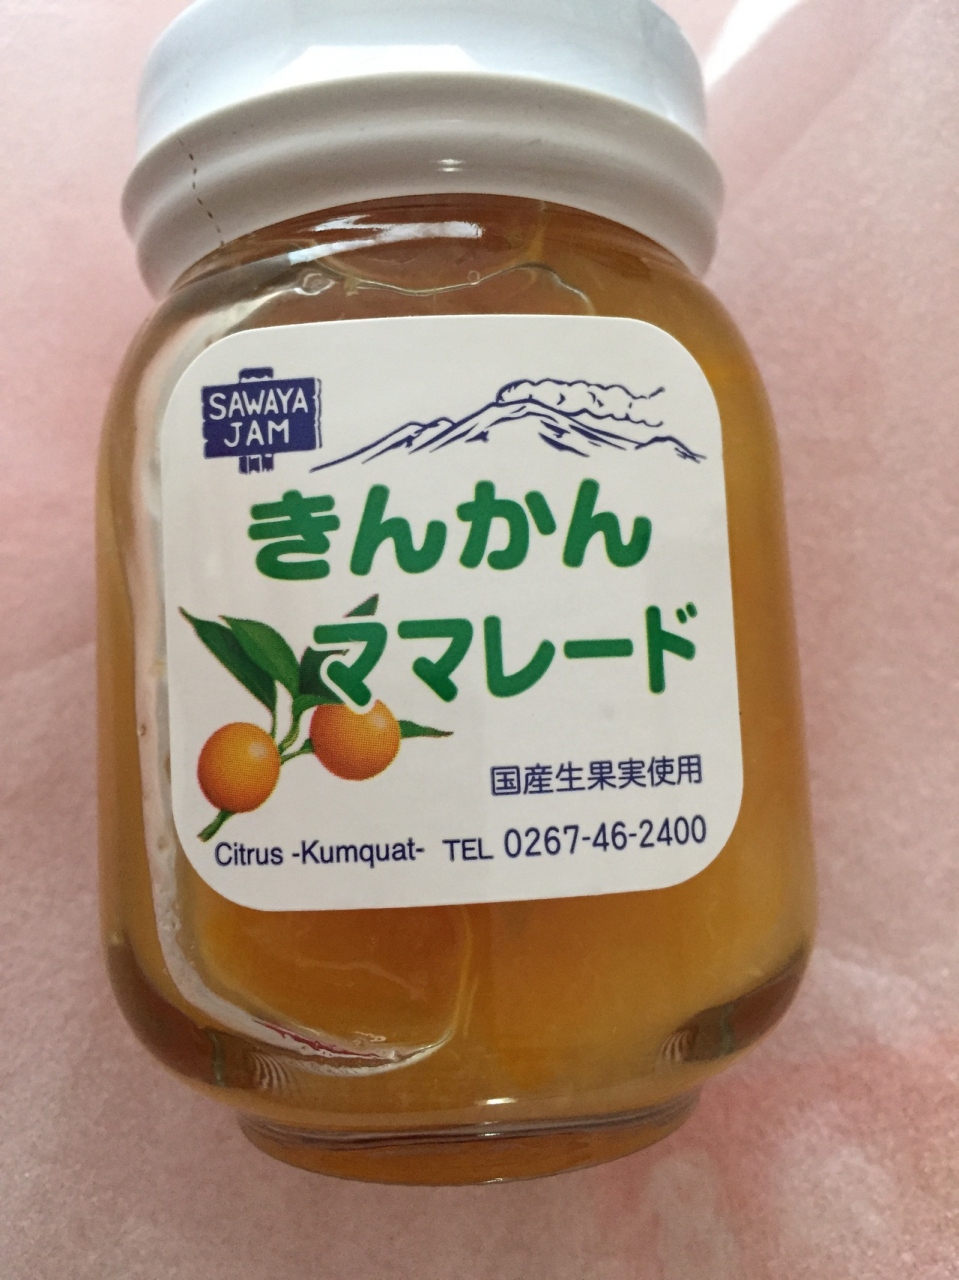 SAWAYA
JAM
きんかん
ママレード
国産生果実使用
Citrus -Kumquat- TEL 0267-46-2400